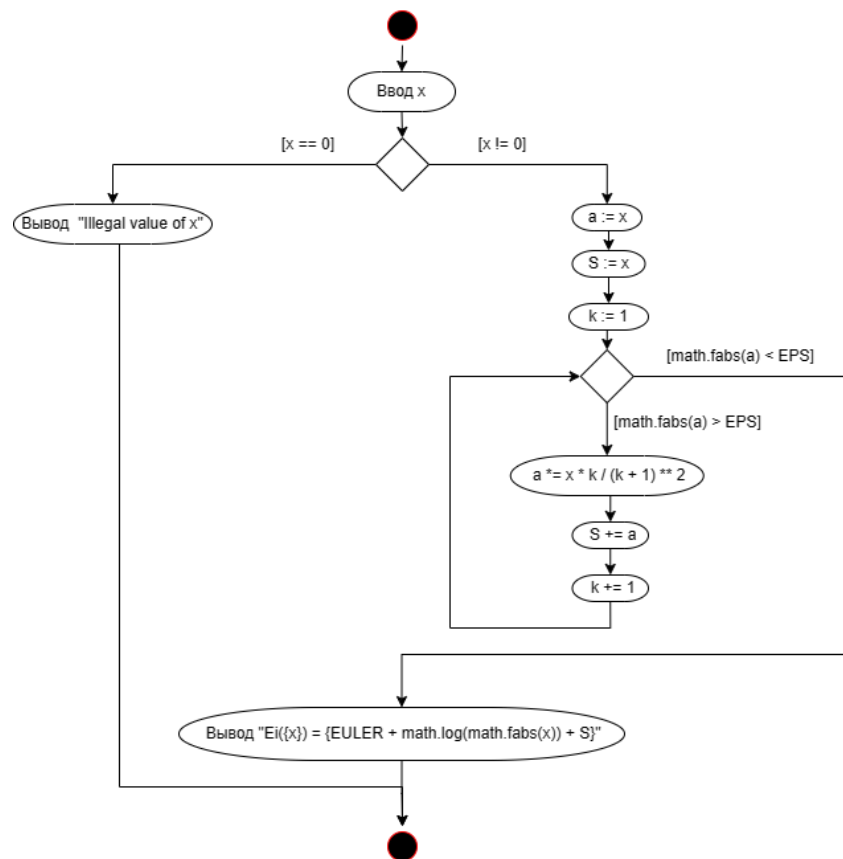 Ввод x
[x == 0]
[x != 0]
Вывод "Illegal value of x"
a := x
S := x
k := 1
[math.fabs(a) < EPS]
[math.fabs(a) > EPS]
a *= x * k / (k + 1) ** 2
S += a
k += 1
Вывод "Ei({x}) = {EULER + math.log(math.fabs(x)) + S}"